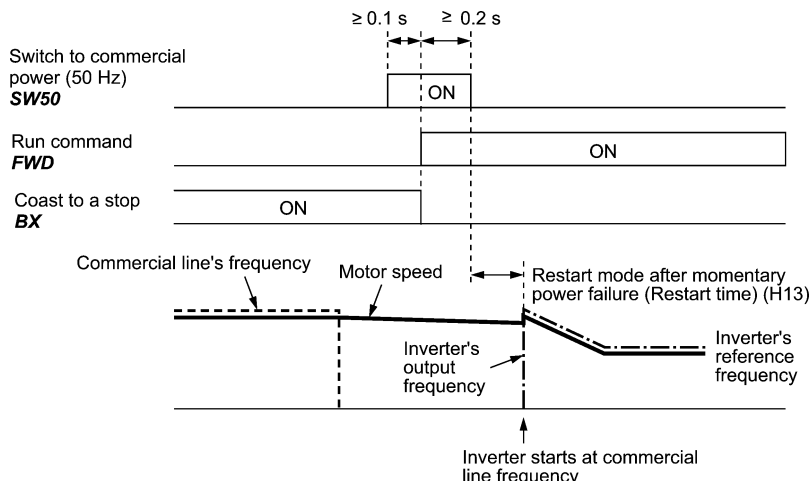 ≥ 0.1 s
≥ 0.2 s
Switch to commercial
power (50 Hz)
SW50
ON
Run command
FWD
ON
Coast to a stop
BX
ON
Commercial line's frequency
Motor speed
Restart mode after momentary
power failure (Restart time) (H13)
Inverter's
output
frequency
Inverter's
reference
frequency
Inverter starts at commercial
line frequency